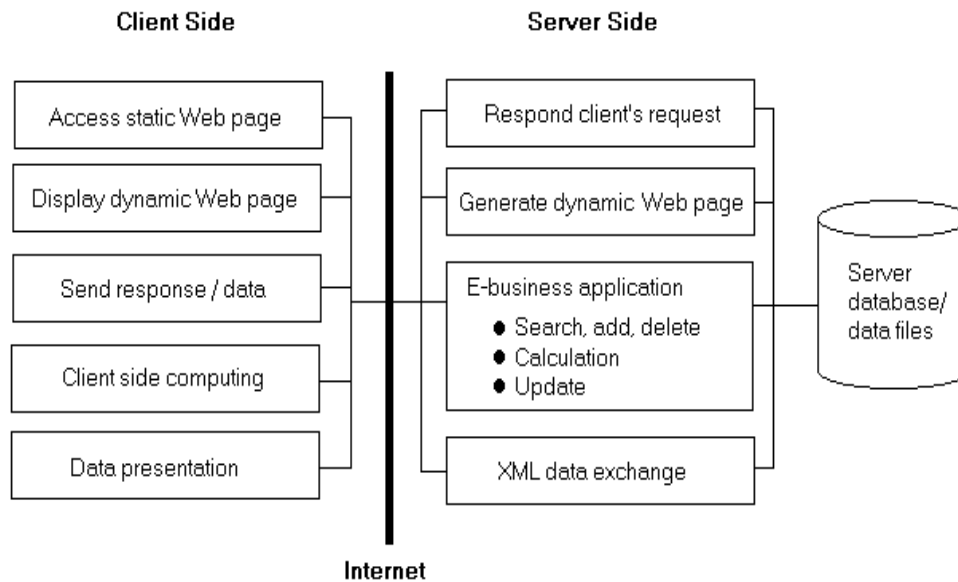 Client Side
Server Side
Access static Web page
Display dynamic Web page
Send response / data
Client side computing
Data presentation
Respond client's request
Generate dynamic Web page
E-business application
● Search, add, delete
● Calculation
● Update
XML data exchange
Server
database/
data files
Internet